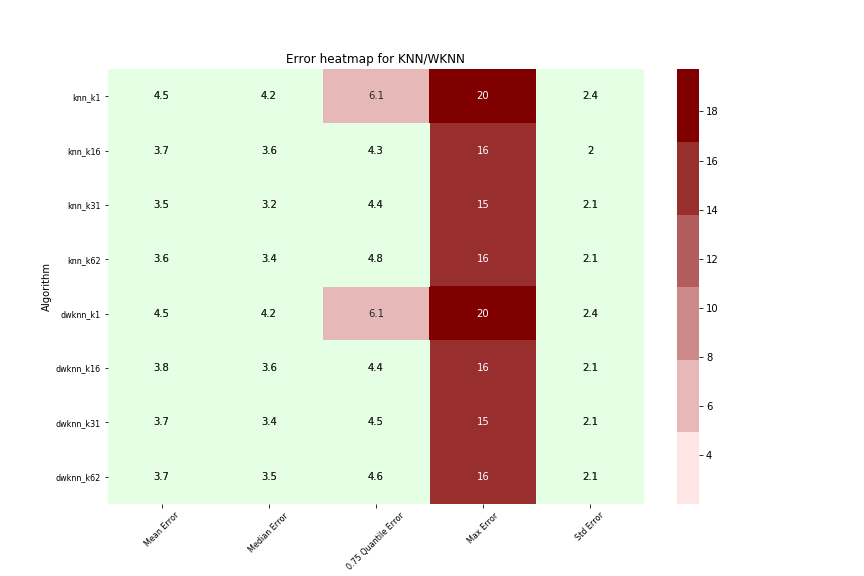 Error heatmap for KNN/WKNN
Algorithm
knn_k1 4.5 4.2 6.1 20 2.4
knn_k16 3.7 3.6 4.3 16 2
knn_k31 3.5 3.2 4.4 15 2.1
knn_k62 3.6 3.4 4.8 16 2.1
dwknn_k1 4.5 4.2 6.1 20 2.4
dwknn_k16 3.8 3.6 4.4 16 2.1
dwknn_k31 3.7 3.4 4.5 15 2.1
dwknn_k62 3.7 3.5 4.6 16 2.1
Mean Error
Median Error
0.75 Quantile Error
Max Error
Std Error
18
16
14
12
10
8
6
4